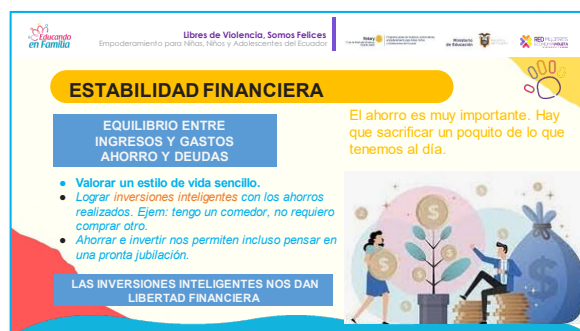 Educando
en Familia
Libres de Violencia, Somos Felices
Empoderamiento para Niñas, Niños y Adolescentes del Ecuador
Rotary
Ministerio
de Educación
RED MUJERES
ESTABILIDAD FINANCIERA
EQUILIBRIO ENTRE
INGRESOS Y GASTOS
AHORRO Y DEUDAS
● Valorar un estilo de vida sencillo.
● Lograr inversiones inteligentes con los ahorros
realizados. Ejem: tengo un comedor, no requiero
comprar otro.
● Ahorrar e invertir nos permiten incluso pensar en
una pronta jubilación.
LAS INVERSIONES INTELIGENTES NOS DAN
LIBERTAD FINANCIERA
El ahorro es muy importante. Hay
que sacrificar un poquito de lo que
tenemos al día.